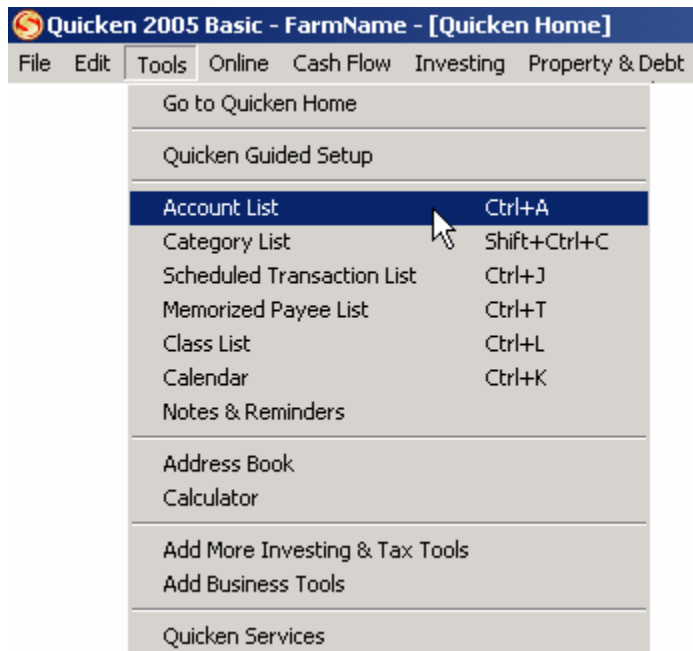 Quicken 2005 Basic - FarmName - [Quicken Home]
File Edit Tools Online Cash Flow Investing Property & Debt
Go to Quicken Home
Quicken Guided Setup
Account List Ctrl+A
Category List Shift+Ctrl+C
Scheduled Transaction List Ctrl+J
Memorized Payee List Ctrl+T
Class List Ctrl+L
Calendar Ctrl+K
Notes & Reminders
Address Book
Calculator
Add More Investing & Tax Tools
Add Business Tools
Quicken Services